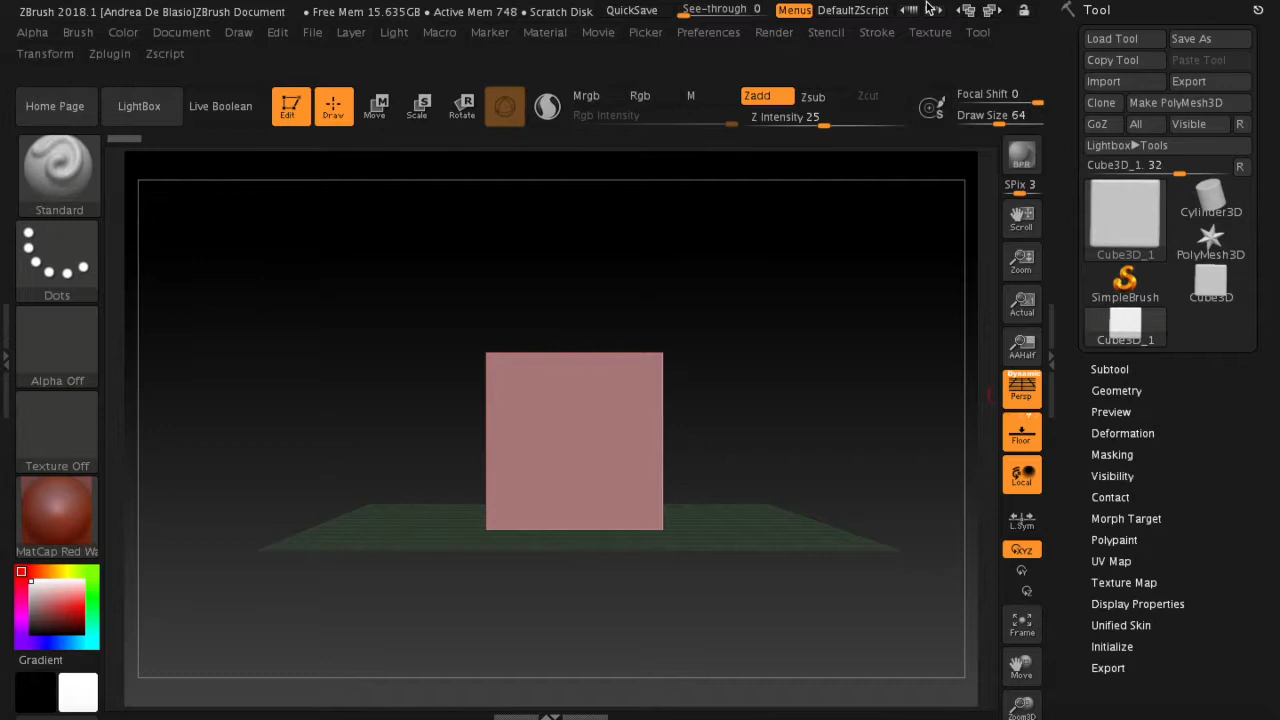 ZBrush 2018.1 [Andrea De Blasio]ZBrush Document • Free Mem 15.635GB • Active Mem 748 • Scratch Disk QuickSave See-through 0 Menus DefaultZScript Tool
Alpha Brush Color Document Draw Edit File Layer Light Macro Marker Material Movie Picker Preferences Render Stencil Stroke Texture Tool
Transform Zplugin Zscript
Home Page LightBox Live Boolean Edit Draw Move Scale Rotate
Mrgb Rgb M Zadd Zsub Zcut
Rgb Intensity Z Intensity 25
S Focal Shift 0
Draw Size 64
Standard
Dots
Alpha Off
Texture Off
MatCap Red Wa
Gradient
BPR
SPix 3
Scroll
Zoom
Actual
AAHalf
Dynamic
Persp
Floor
Local
L.Sym
XYZ
Y
Z
Frame
Move
Zoom3D
Load Tool Save As
Copy Tool Paste Tool
Import Export
Clone Make PolyMesh3D
GoZ All Visible R
Lightbox▶Tools
Cube3D_1. 32 R
Cylinder3D
Cube3D_1 PolyMesh3D
SimpleBrush Cube3D
Cube3D_1
Subtool
Geometry
Preview
Deformation
Masking
Visibility
Contact
Morph Target
Polypaint
UV Map
Texture Map
Display Properties
Unified Skin
Initialize
Export